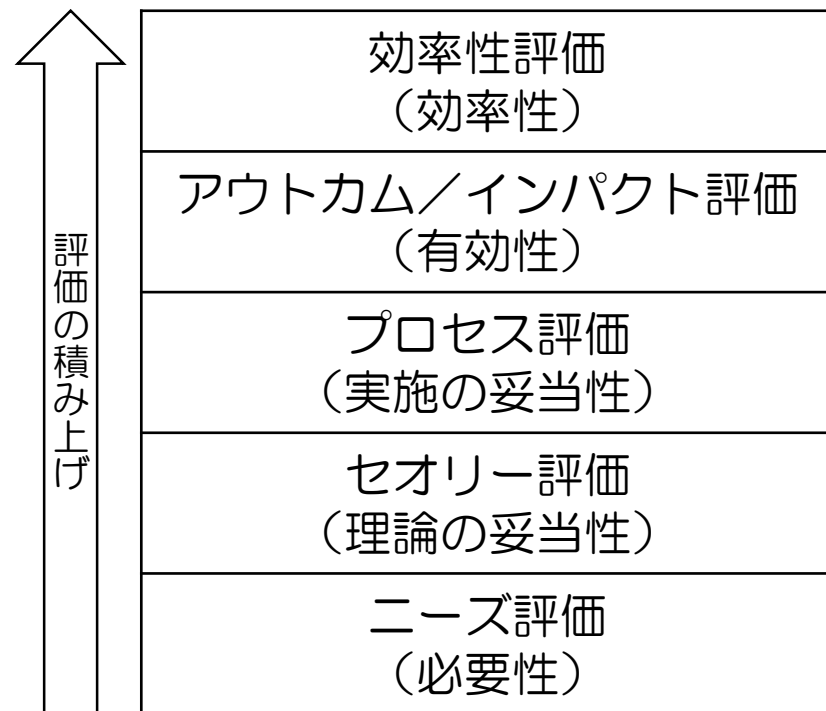 効率性評価
（効率性）
アウトカム／インパクト評価
（有効性）
プロセス評価
（実施の妥当性）
セオリー評価
（理論の妥当性）
ニーズ評価
（必要性）
評価の積み上げ